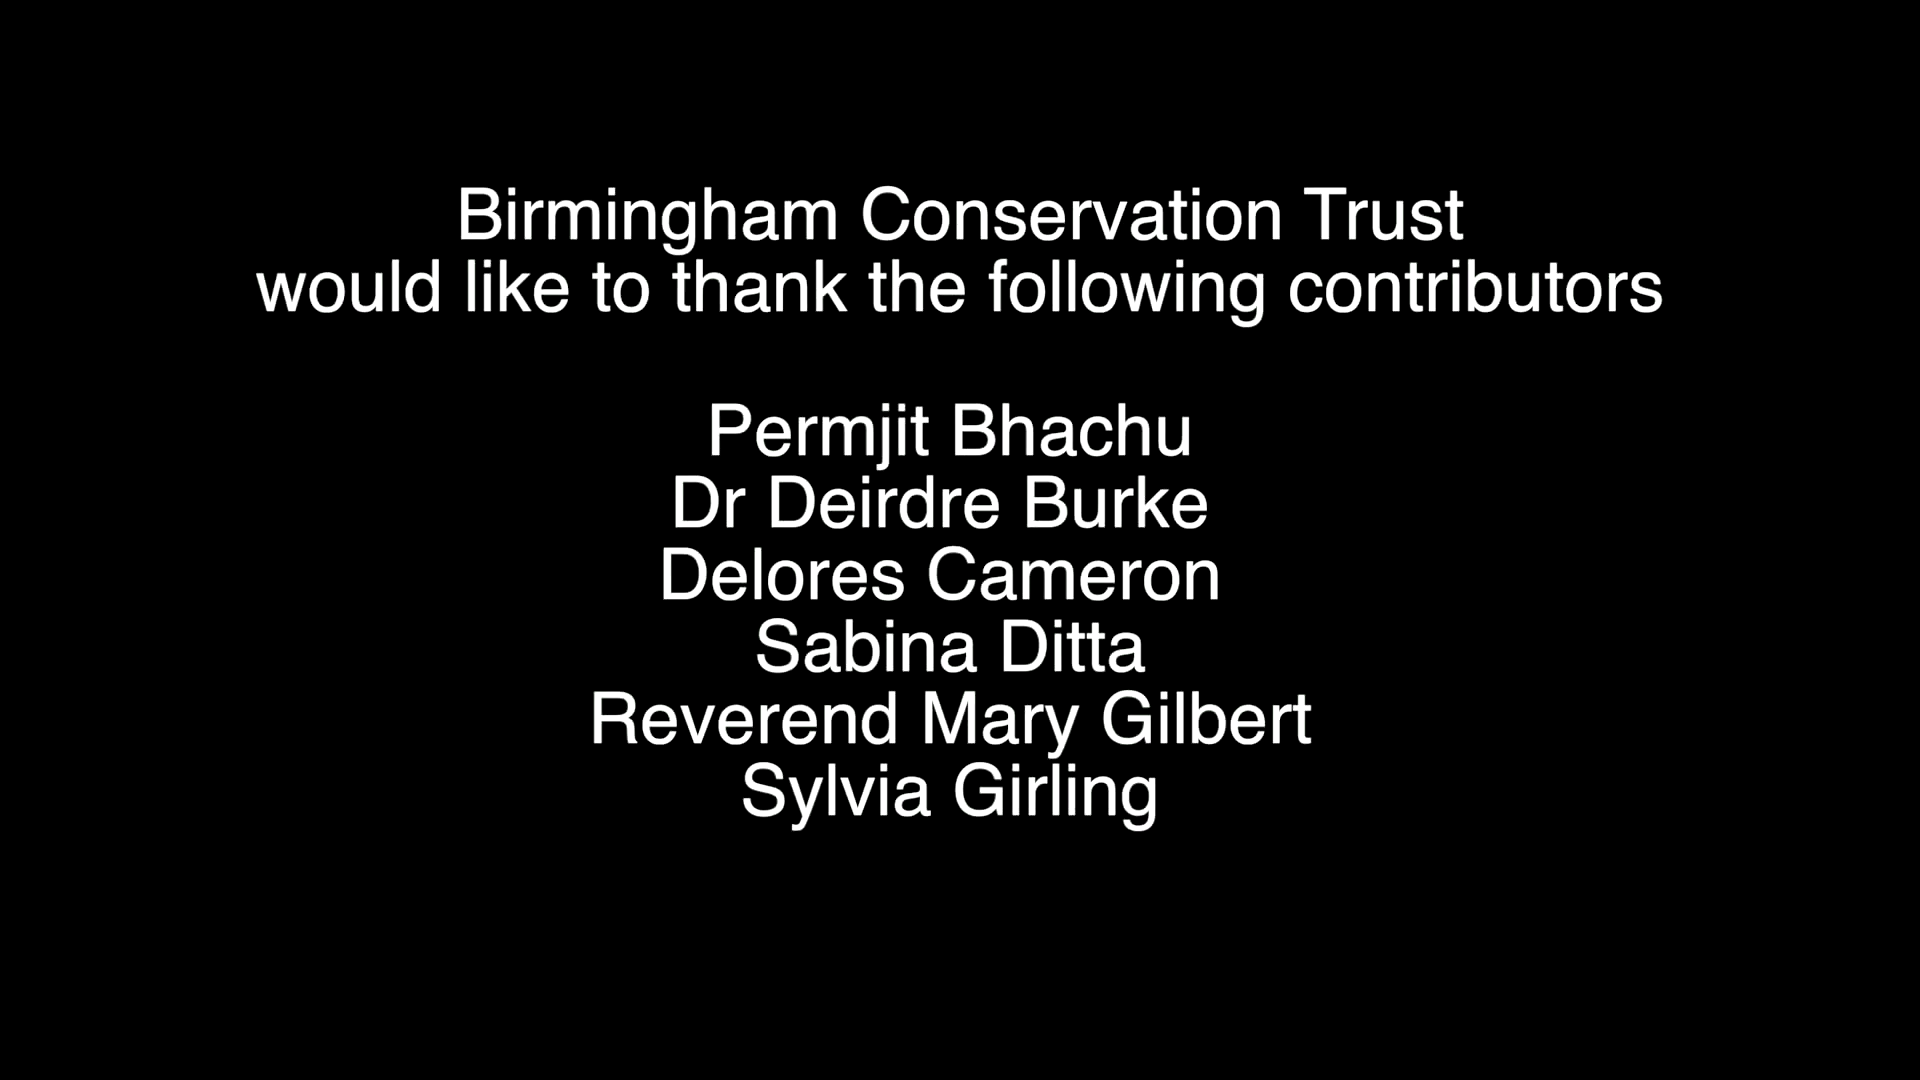 Birmingham Conservation Trust
would like to thank the following contributors
Permjit Bhachu
Dr Deirdre Burke
Delores Cameron
Sabina Ditta
Reverend Mary Gilbert
Sylvia Girling